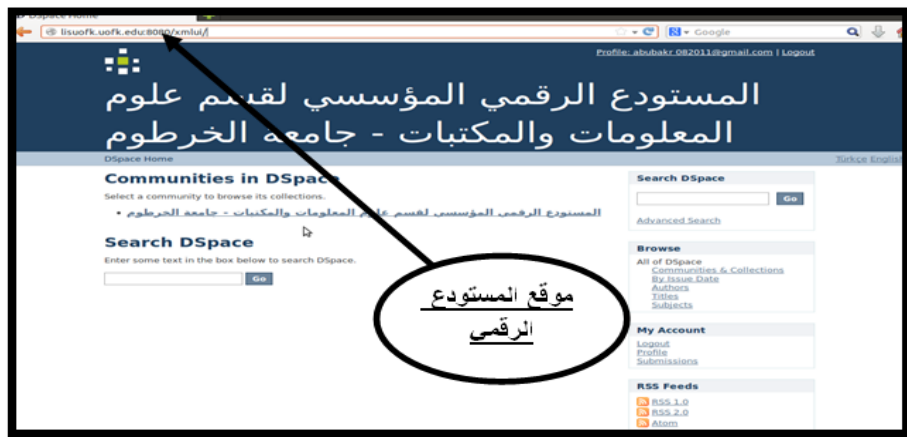 DSpace Home
lisuofk.uofk.edu:8080/xmlui/
Google
Profile: abubakr.082011@gmail.com | Logout
المستودع الرقمي المؤسسي لقسم علوم
المعلومات والمكتبات - جامعة الخرطوم
DSpace Home
Türkçe English
Communities in DSpace
Select a community to browse its collections.
المستودع الرقمي المؤسسي لقسم علوم المعلومات والمكتبات - جامعة الخرطوم
Search DSpace
Enter some text in the box below to search DSpace.
Go
موقع المستودع
الرقمي
Search DSpace
Go
Advanced Search
Browse
All of DSpace
Communities & Collections
By Issue Date
Authors
Titles
Subjects
My Account
Logout
Profile
Submissions
RSS Feeds
RSS 1.0
RSS 2.0
Atom